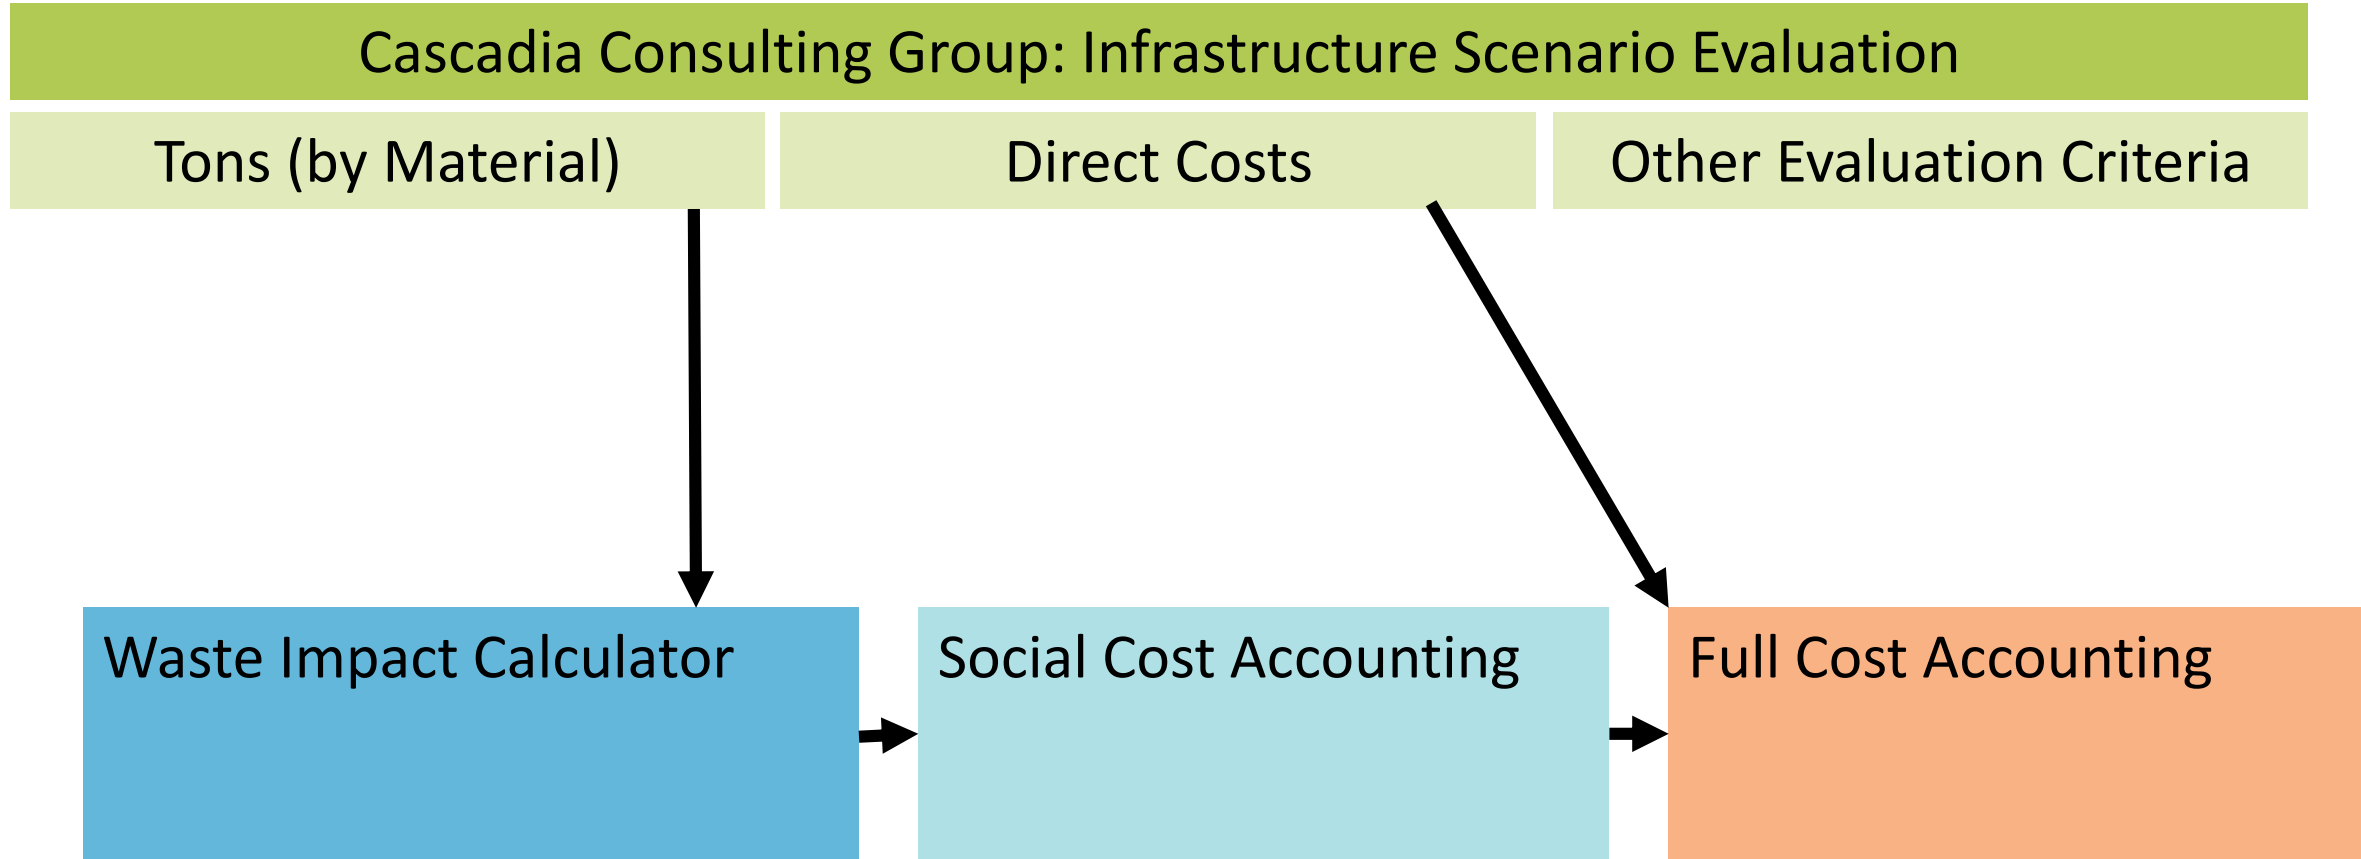 Cascadia Consulting Group: Infrastructure Scenario Evaluation
Tons (by Material)
Direct Costs
Other Evaluation Criteria
Waste Impact Calculator
Social Cost Accounting
Full Cost Accounting